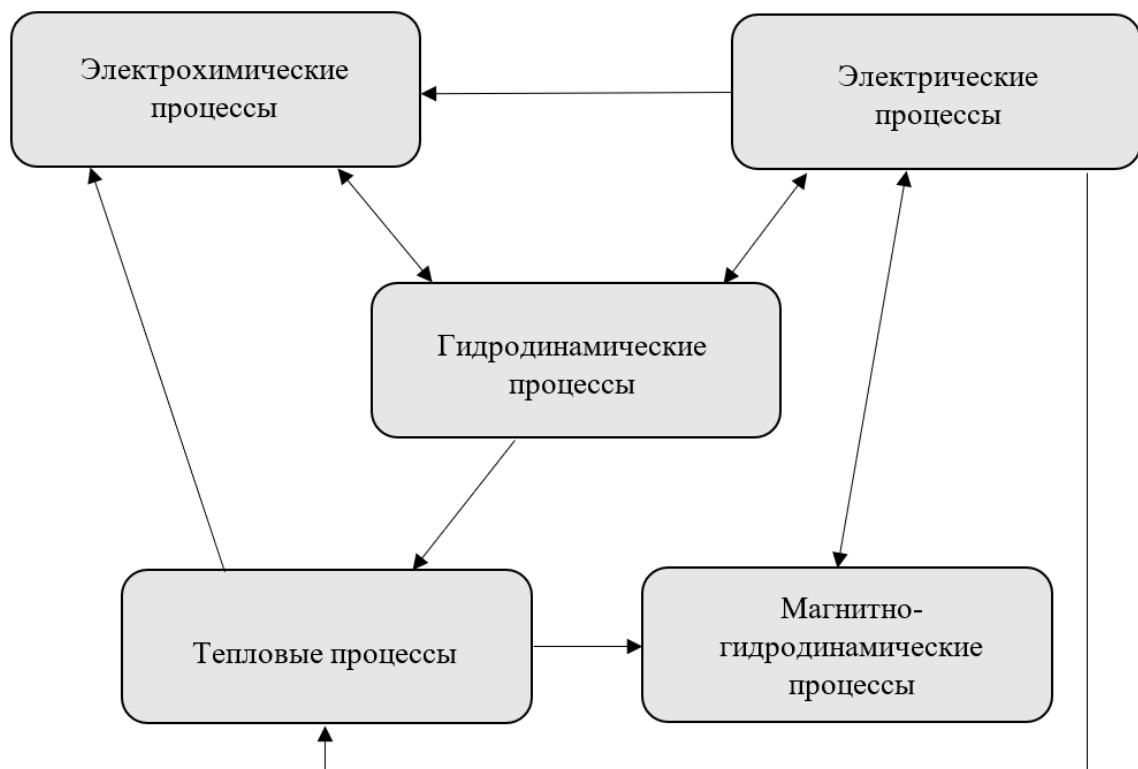 Электрохимические
процессы
Электрические
процессы
Гидродинамические
процессы
Тепловые процессы
Магнитно-
гидродинамические
процессы